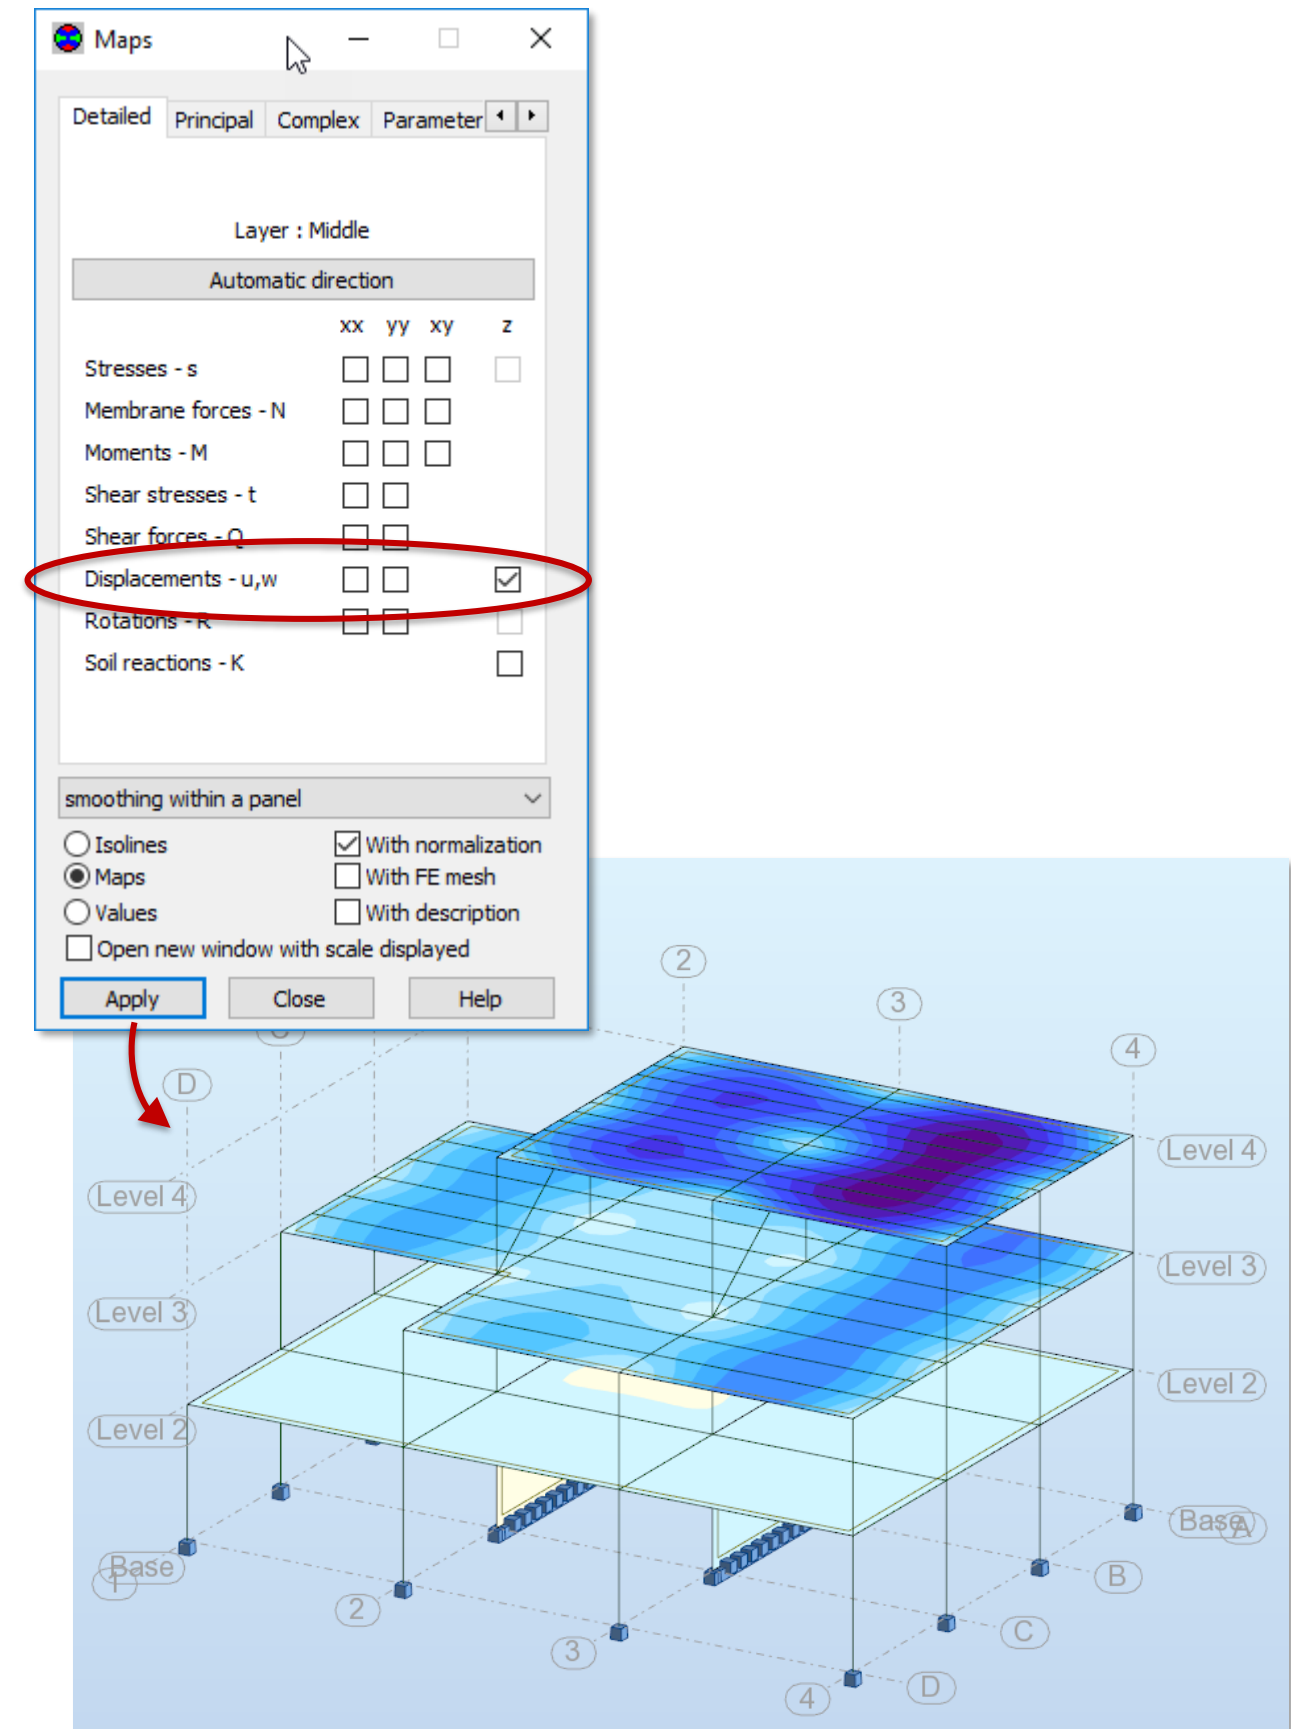 Maps
Detailed Principal Complex Parameter
Layer : Middle
Automatic direction
xx yy xy z
Stresses - s
Membrane forces - N
Moments - M
Shear stresses - t
Shear forces - Q
Displacements - u,w
Rotations - R
Soil reactions - K
smoothing within a panel
Isolines With normalization
Maps With FE mesh
Values With description
Open new window with scale displayed
Apply Close Help
2
3
4
D
Level 4
Level 4
Level 3
Level 3
Level 2
Level 2
Base
A
Base
1
B
2
C
3
D
4